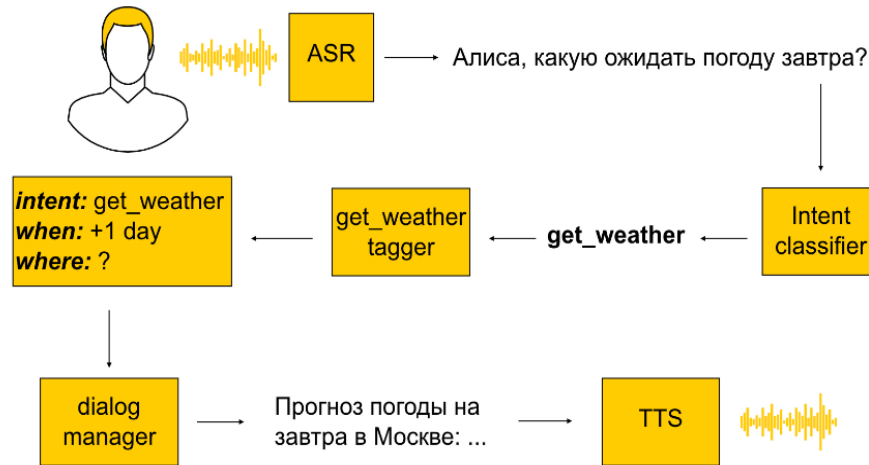 ASR
Алиса, какую ожидать погоду завтра?
Intent
classifier
get_weather
get_weather
tagger
intent: get_weather
when: +1 day
where: ?
dialog
manager
Прогноз погоды на
завтра в Москве: ...
TTS